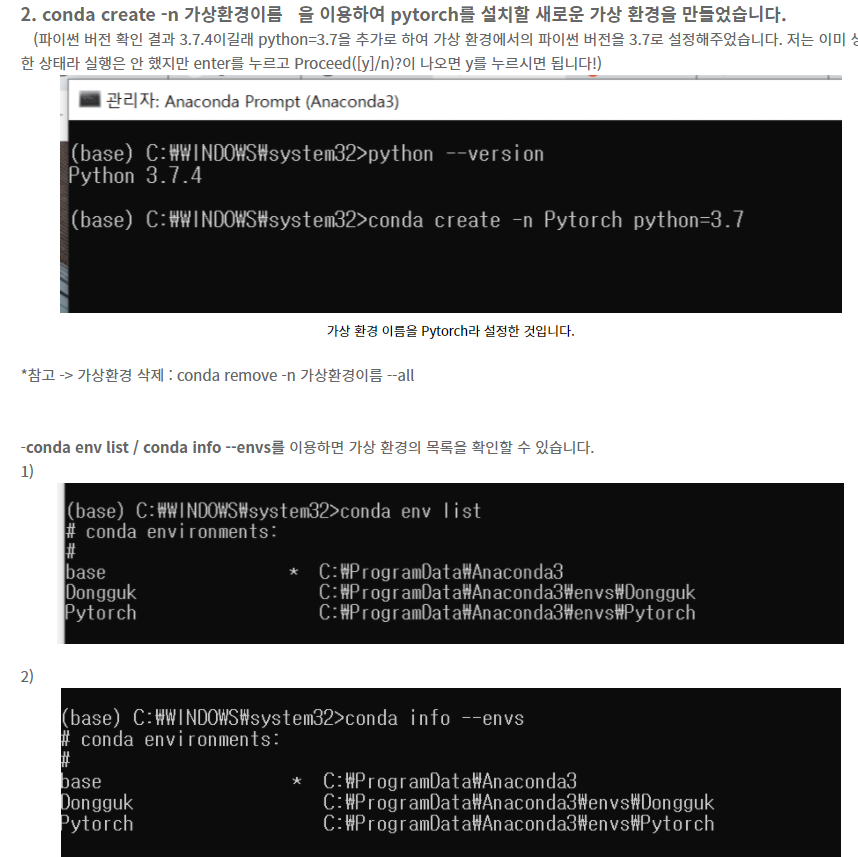 2. conda create -n 가상환경이름 을 이용하여 pytorch를 설치할 새로운 가상 환경을 만들었습니다.
(파이썬 버전 확인 결과 3.7.4이길래 python=3.7을 추가로 하여 가상 환경에서의 파이썬 버전을 3.7로 설정해주었습니다. 저는 이미
한 상태라 실행은 안 했지만 enter를 누르고 Proceed([y]/n)?이 나오면 y를 누르시면 됩니다!)
관리자: Anaconda Prompt (Anaconda3)
(base) C:₩WINDOWS₩system32>python --version
Python 3.7.4
(base) C:₩WINDOWS₩system32>conda create -n Pytorch python=3.7
가상 환경 이름을 Pytorch라 설정한 것입니다.
*참고 -> 가상환경 삭제 : conda remove -n 가상환경이름 --all
-conda env list / conda info --envs를 이용하면 가상 환경의 목록을 확인할 수 있습니다.
1)
(base) C:₩WINDOWS₩system32>conda env list
# conda environments:
#
base * C:₩ProgramData₩Anaconda3
Dongguk C:₩ProgramData₩Anaconda3₩envs₩Dongguk
Pytorch C:₩ProgramData₩Anaconda3₩envs₩Pytorch
2)
(base) C:₩WINDOWS₩system32>conda info --envs
# conda environments:
#
base * C:₩ProgramData₩Anaconda3
Dongguk C:₩ProgramData₩Anaconda3₩envs₩Dongguk
Pytorch C:₩ProgramData₩Anaconda3₩envs₩Pytorch